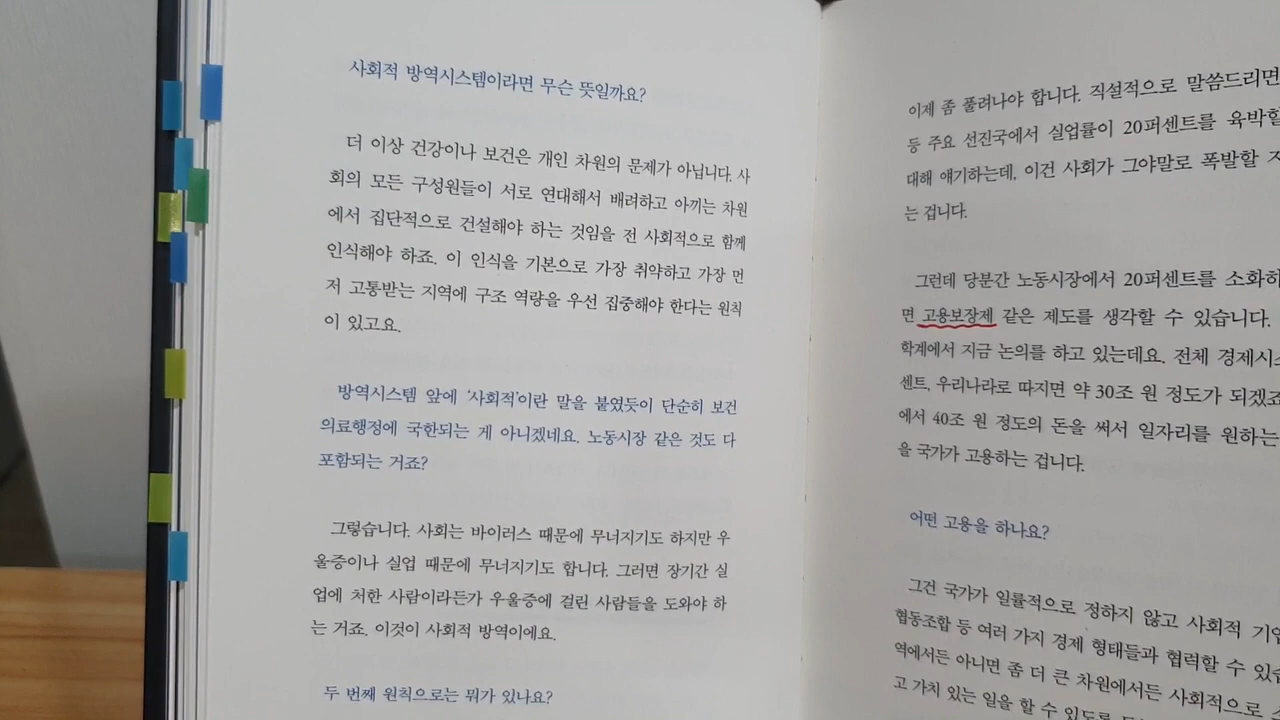 사회적 방역시스템이라면 무슨 뜻일까요?
더 이상 건강이나 보건은 개인 차원의 문제가 아닙니다. 사
회의 모든 구성원들이 서로 연대해서 배려하고 아끼는 차원
에서 집단적으로 건설해야 하는 것임을 전 사회적으로 함께
인식해야 하죠. 이 인식을 기본으로 가장 취약하고 가장 먼
저 고통받는 지역에 구조 역량을 우선 집중해야 한다는 원칙
이 있고요.
방역시스템 앞에 '사회적'이란 말을 붙였듯이 단순히 보건
의료행정에 국한되는 게 아니겠네요. 노동시장 같은 것도 다
포함되는 거죠?
그렇습니다. 사회는 바이러스 때문에 무너지기도 하지만 우
울증이나 실업 때문에 무너지기도 합니다. 그러면 장기간 실
업에 처한 사람이라든가 우울증에 걸린 사람들을 도와야 하
는 거죠. 이것이 사회적 방역이에요.
두 번째 원칙으로는 뭐가 있나요?
이제 좀 풀려나야 합니다. 직설적으로 말씀드리면
등 주요 선진국에서 실업률이 20퍼센트를 육박할
대해 얘기하는데, 이건 사회가 그야말로 폭발할
는 겁니다.
그런데 당분간 노동시장에서 20퍼센트를 소화하
면 고용보장제 같은 제도를 생각할 수 있습니다.
학계에서 지금 논의를 하고 있는데요. 전체 경제시스
센트, 우리나라로 따지면 약 30조 원 정도가 되겠죠
에서 40조 원 정도의 돈을 써서 일자리를 원하는
을 국가가 고용하는 겁니다.
어떤 고용을 하나요?
그건 국가가 일률적으로 정하지 않고 사회적 기업
협동조합 등 여러 가지 경제 형태들과 협력할 수 있습
역에서든 아니면 좀 더 큰 차원에서든 사회적으로
고 가치 있는 일을 할 수 있도록